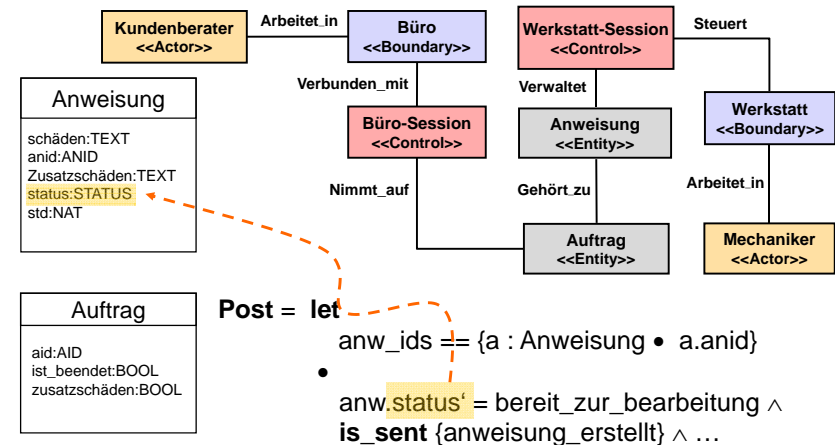 Kundenberater
<<Actor>>
Arbeitet_in
Büro
<<Boundary>>
Werkstatt-Session
<<Control>>
Steuert
Verbunden_mit
Verwaltet
Anweisung
schäden:TEXT
anid:ANID
Zusatzschäden:TEXT
status:STATUS
std:NAT
Büro-Session
<<Control>>
Anweisung
<<Entity>>
Werkstatt
<<Boundary>>
Nimmt_auf
Gehört_zu
Arbeitet_in
Auftrag
<<Entity>>
Mechaniker
<<Actor>>
Auftrag
aid:AID
ist_beendet:BOOL
zusatzschäden:BOOL
Post = let
anw_ids == {a : Anweisung • a.anid}
•
anw.status‘ = bereit_zur_bearbeitung ∧
is_sent {anweisung_erstellt} ∧ …